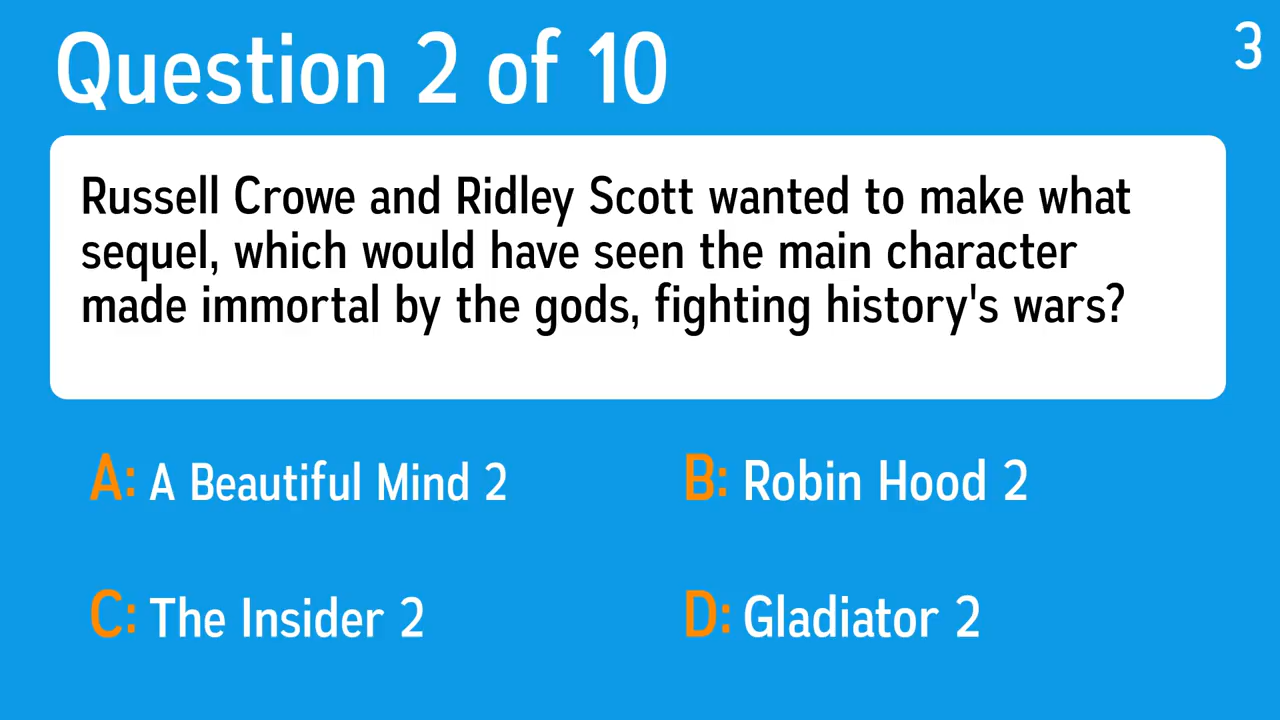 Question 2 of 10
3
Russell Crowe and Ridley Scott wanted to make what
sequel, which would have seen the main character
made immortal by the gods, fighting history's wars?
A: A Beautiful Mind 2
B: Robin Hood 2
C: The Insider 2
D: Gladiator 2